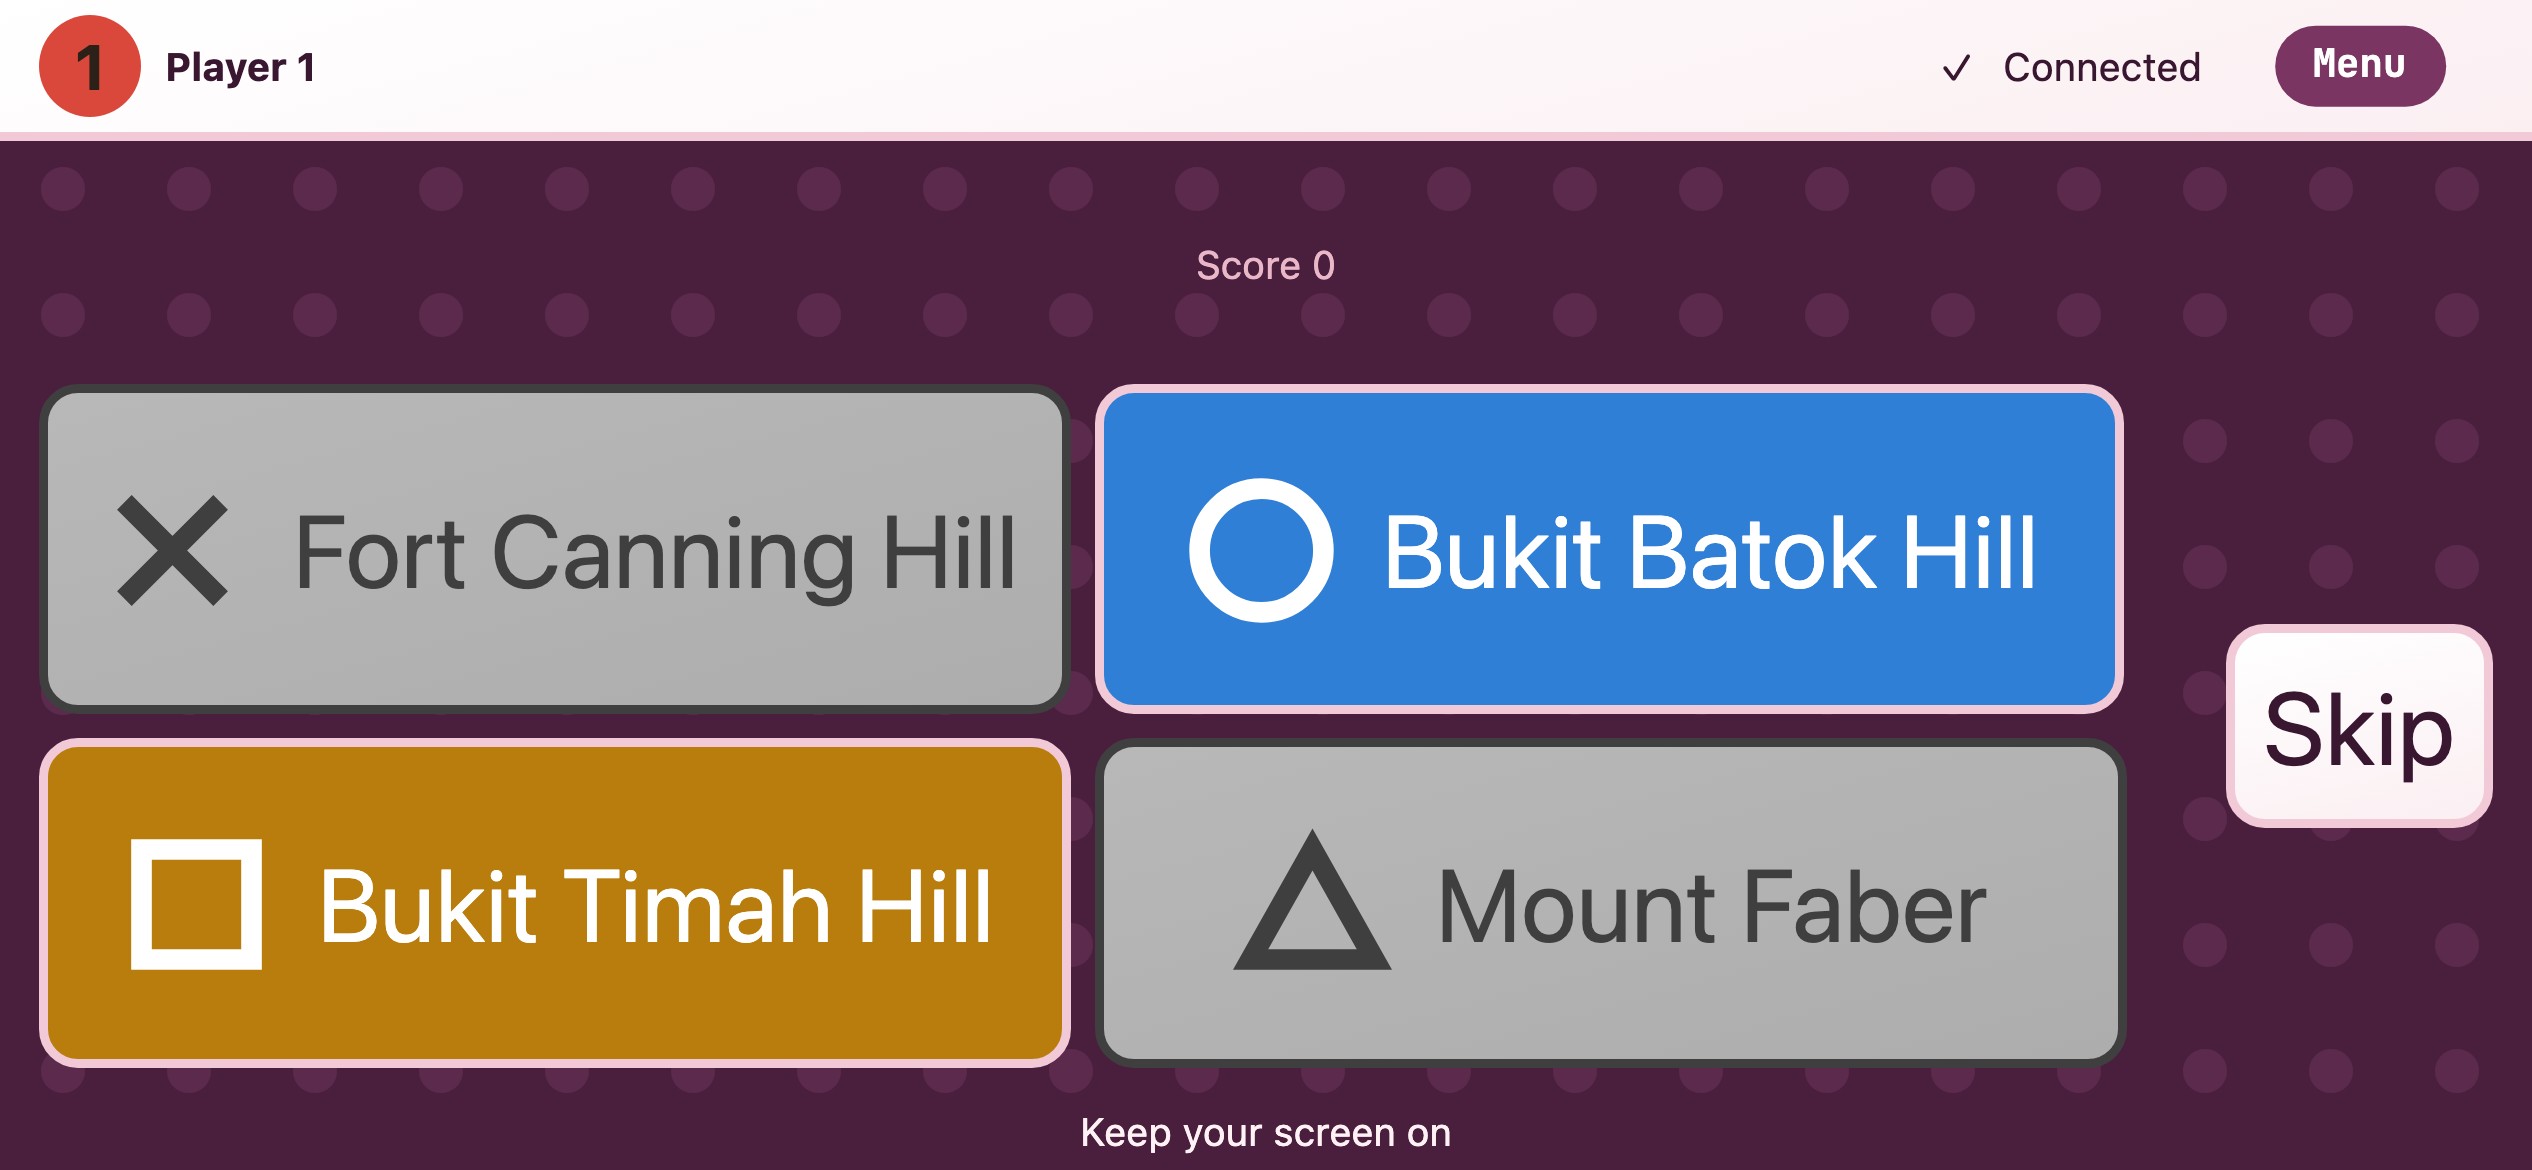 1 Player 1
✓ Connected
Menu
Score 0
Fort Canning Hill
Bukit Batok Hill
Bukit Timah Hill
Mount Faber
Skip
Keep your screen on